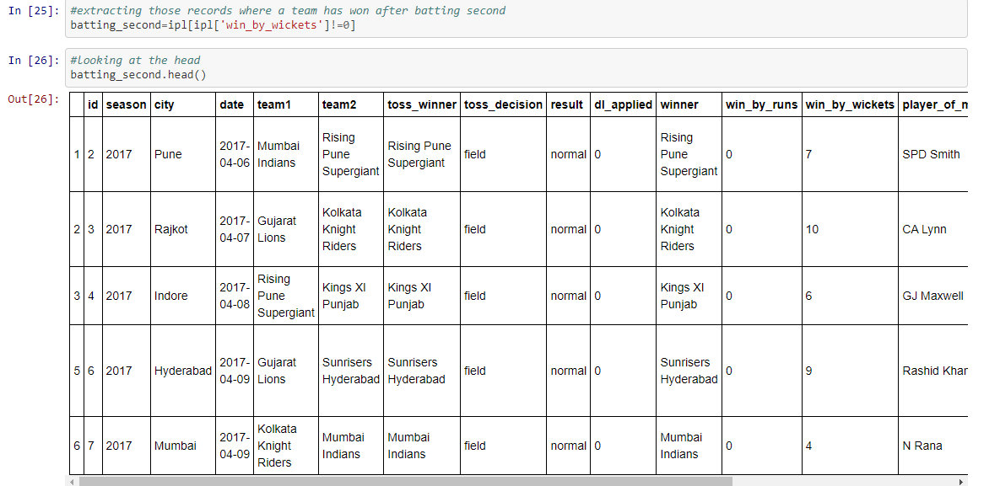 In [25]: #extracting those records where a team has won after batting second
batting_second=ipl[ipl['win_by_wickets']!=0]
In [26]: #looking at the head
batting_second.head()
Out[26]:
id season city date team1 team2 toss_winner toss_decision result dl_applied winner win_by_runs win_by_wickets player_of_m
1 2 2017 Pune 2017-04-06 Mumbai Indians Rising Pune Supergiant Rising Pune Supergiant field normal 0 Rising Pune Supergiant 0 7 SPD Smith
2 3 2017 Rajkot 2017-04-07 Gujarat Lions Kolkata Knight Riders Kolkata Knight Riders field normal 0 Kolkata Knight Riders 0 10 CA Lynn
3 4 2017 Indore 2017-04-08 Rising Pune Supergiant Kings XI Punjab Kings XI Punjab field normal 0 Kings XI Punjab 0 6 GJ Maxwell
5 6 2017 Hyderabad 2017-04-09 Gujarat Lions Sunrisers Hyderabad Sunrisers Hyderabad field normal 0 Sunrisers Hyderabad 0 9 Rashid Khan
6 7 2017 Mumbai 2017-04-09 Kolkata Knight Riders Mumbai Indians Mumbai Indians field normal 0 Mumbai Indians 0 4 N Rana